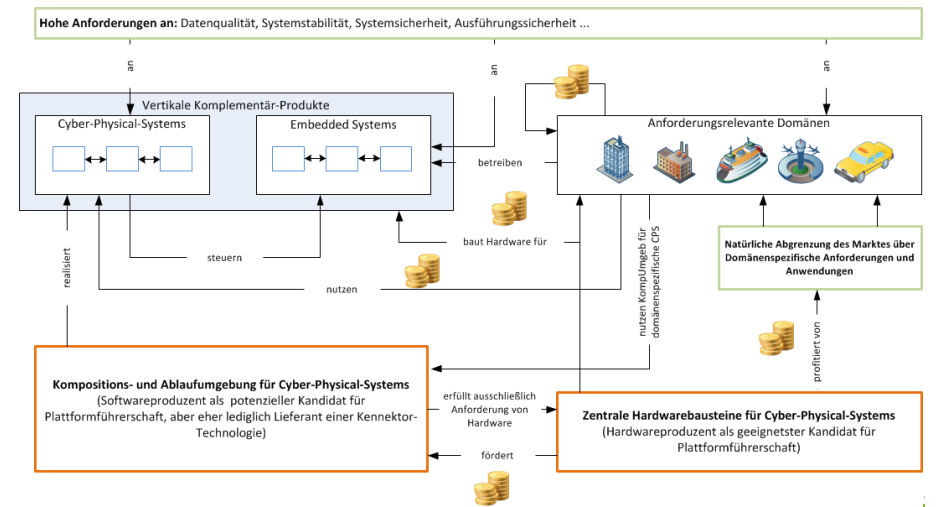 Hohe Anforderungen an: Datenqualität, Systemstabilität, Systemsicherheit, Ausführungssicherheit ...
an
an
an
Vertikale Komplementär-Produkte
Cyber-Physical-Systems
Embedded Systems
Anforderungsrelevante Domänen
betreiben
baut Hardware für
steuern
nutzen
realisiert
nutzen KompUmgeb für
domänenspezifische CPS
Natürliche Abgrenzung des Marktes über
Domänenspezifische Anforderungen und
Anwendungen
profitiert von
Kompositions- und Ablaufumgebung für Cyber-Physical-Systems
(Softwareproduzent als potenzieller Kandidat für
Plattformführerschaft, aber eher lediglich Lieferant einer Kennektor-
Technologie)
erfüllt ausschließlich
Anforderung von
Hardware
Zentrale Hardwarebausteine für Cyber-Physical-Systems
(Hardwareproduzent als geeignetster Kandidat für
Plattformführerschaft)
fördert